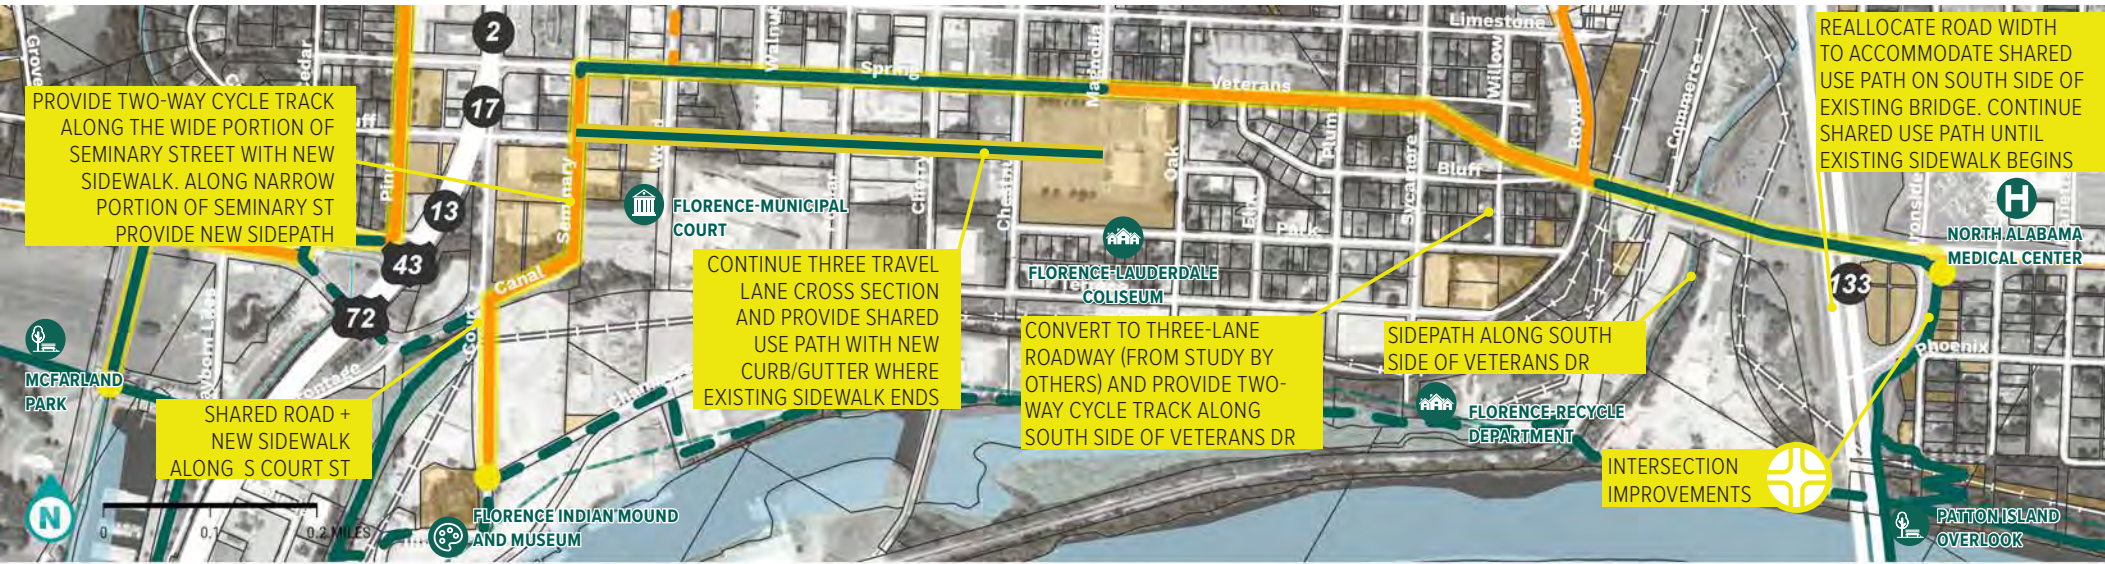 PROVIDE TWO-WAY CYCLE TRACK
ALONG THE WIDE PORTION OF
SEMINARY STREET WITH NEW
SIDEWALK. ALONG NARROW
PORTION OF SEMINARY ST
PROVIDE NEW SIDEPATH
SHARED ROAD +
NEW SIDEWALK
ALONG S COURT ST
CONTINUE THREE TRAVEL
LANE CROSS SECTION
AND PROVIDE SHARED
USE PATH WITH NEW
CURB/GUTTER WHERE
EXISTING SIDEWALK ENDS
CONVERT TO THREE-LANE
ROADWAY (FROM STUDY BY
OTHERS) AND PROVIDE TWO-
WAY CYCLE TRACK ALONG
SOUTH SIDE OF VETERANS DR
SIDEPATH ALONG SOUTH
SIDE OF VETERANS DR
REALLOCATE ROAD WIDTH
TO ACCOMMODATE SHARED
USE PATH ON SOUTH SIDE OF
EXISTING BRIDGE. CONTINUE
SHARED USE PATH UNTIL
EXISTING SIDEWALK BEGINS
INTERSECTION
IMPROVEMENTS
MCFARLAND
PARK
FLORENCE-MUNICIPAL
COURT
FLORENCE-LAUDERDALE
COLISEUM
FLORENCE-RECYCLE
DEPARTMENT
FLORENCE INDIAN MOUND
AND MUSEUM
H
NORTH ALABAMA
MEDICAL CENTER
PATTON ISLAND
OVERLOOK
2
17
13
43
72
133
Walnut
Spring
Magnolia
Veterans
Limestone
Willow
Royal
Commerce
Seminary
Canal
Court
Cherry
Oak
Plum
Sycamore
Bluff
Park
Phoenix
N
0
0.1
0.2 MILES